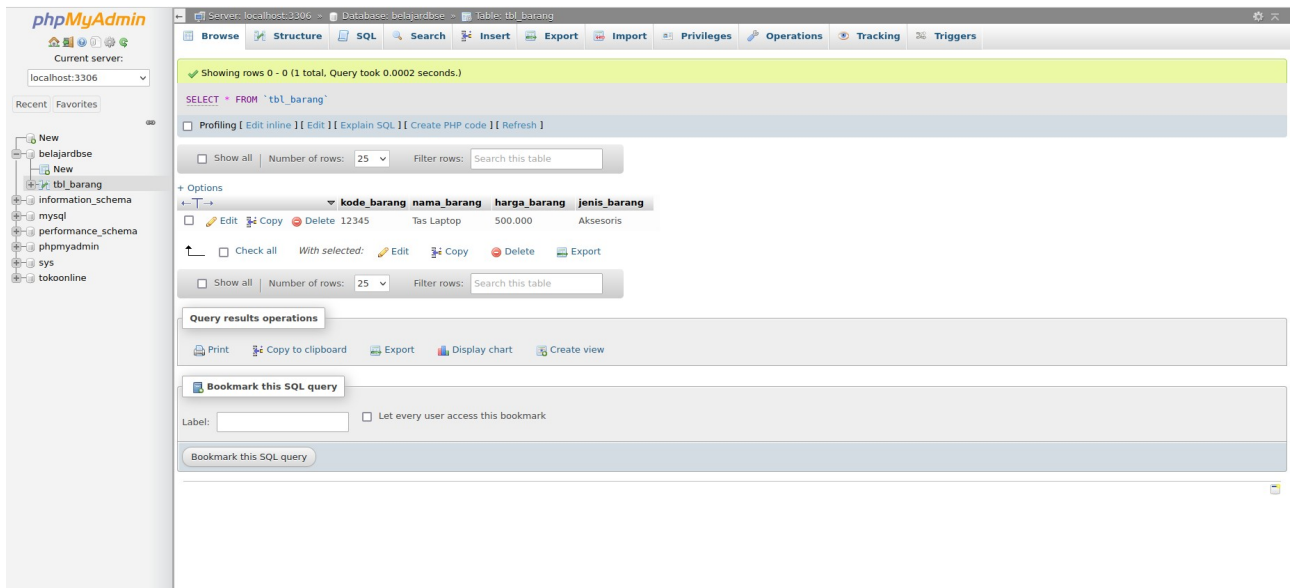 phpMyAdmin
Current server:
localhost:3306
Recent Favorites
New
belajardbse
New
tbl_barang
information_schema
mysql
performance_schema
phpmyadmin
sys
tokoonline
Server: localhost:3306 » Database: belajardbse » Table: tbl_barang
Browse Structure SQL Search Insert Export Import Privileges Operations Tracking Triggers
Showing rows 0 - 0 (1 total, Query took 0.0002 seconds.)
SELECT * FROM `tbl_barang`
Profiling [ Edit inline ] [ Edit ] [ Explain SQL ] [ Create PHP code ] [ Refresh ]
Show all | Number of rows: 25 Filter rows: Search this table
+ Options
←T→ ▼ kode_barang nama_barang harga_barang jenis_barang
Edit Copy Delete 12345 Tas Laptop 500.000 Aksesoris
Check all With selected: Edit Copy Delete Export
Show all | Number of rows: 25 Filter rows: Search this table
Query results operations
Print Copy to clipboard Export Display chart Create view
Bookmark this SQL query
Label: Let every user access this bookmark
Bookmark this SQL query